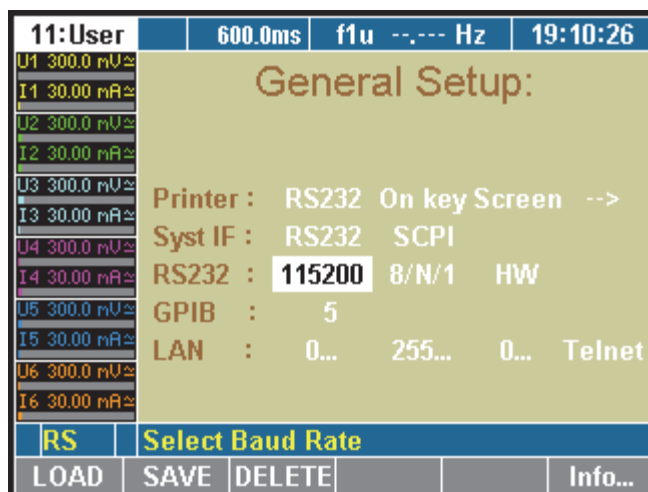 11:User 600.0ms f1u --.--- Hz 19:10:26
U1 300.0 mV≃
I1 30.00 mA≃
U2 300.0 mV≃
I2 30.00 mA≃
U3 300.0 mV≃
I3 30.00 mA≃
U4 300.0 mV≃
I4 30.00 mA≃
U5 300.0 mV≃
I5 30.00 mA≃
U6 300.0 mV≃
I6 30.00 mA≃
General Setup:
Printer : RS232 On key Screen -->
Syst IF : RS232 SCPI
RS232 : 115200 8/N/1 HW
GPIB : 5
LAN : 0... 255... 0... Telnet
RS Select Baud Rate
LOAD SAVE DELETE Info...